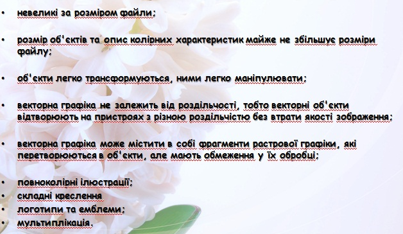 • невеликі за розміром файли;
• розмір об'єктів та опис колірних характеристик майже не збільшує розміри
файлу;
• об'єкти легко трансформуються, ними легко маніпулювати;
• векторна графіка не залежить від роздільчості, тобто векторні об'єкти
відтворюють на пристроях з різною роздільчістю без втрати якості зображення;
• векторна графіка може містити в собі фрагменти растрової графіки, які
перетворюються в об'єкти, але мають обмеження у їх обробці;
• повноколірні ілюстрації;
• складні креслення
• логотипи та емблеми;
• мультиплікація.